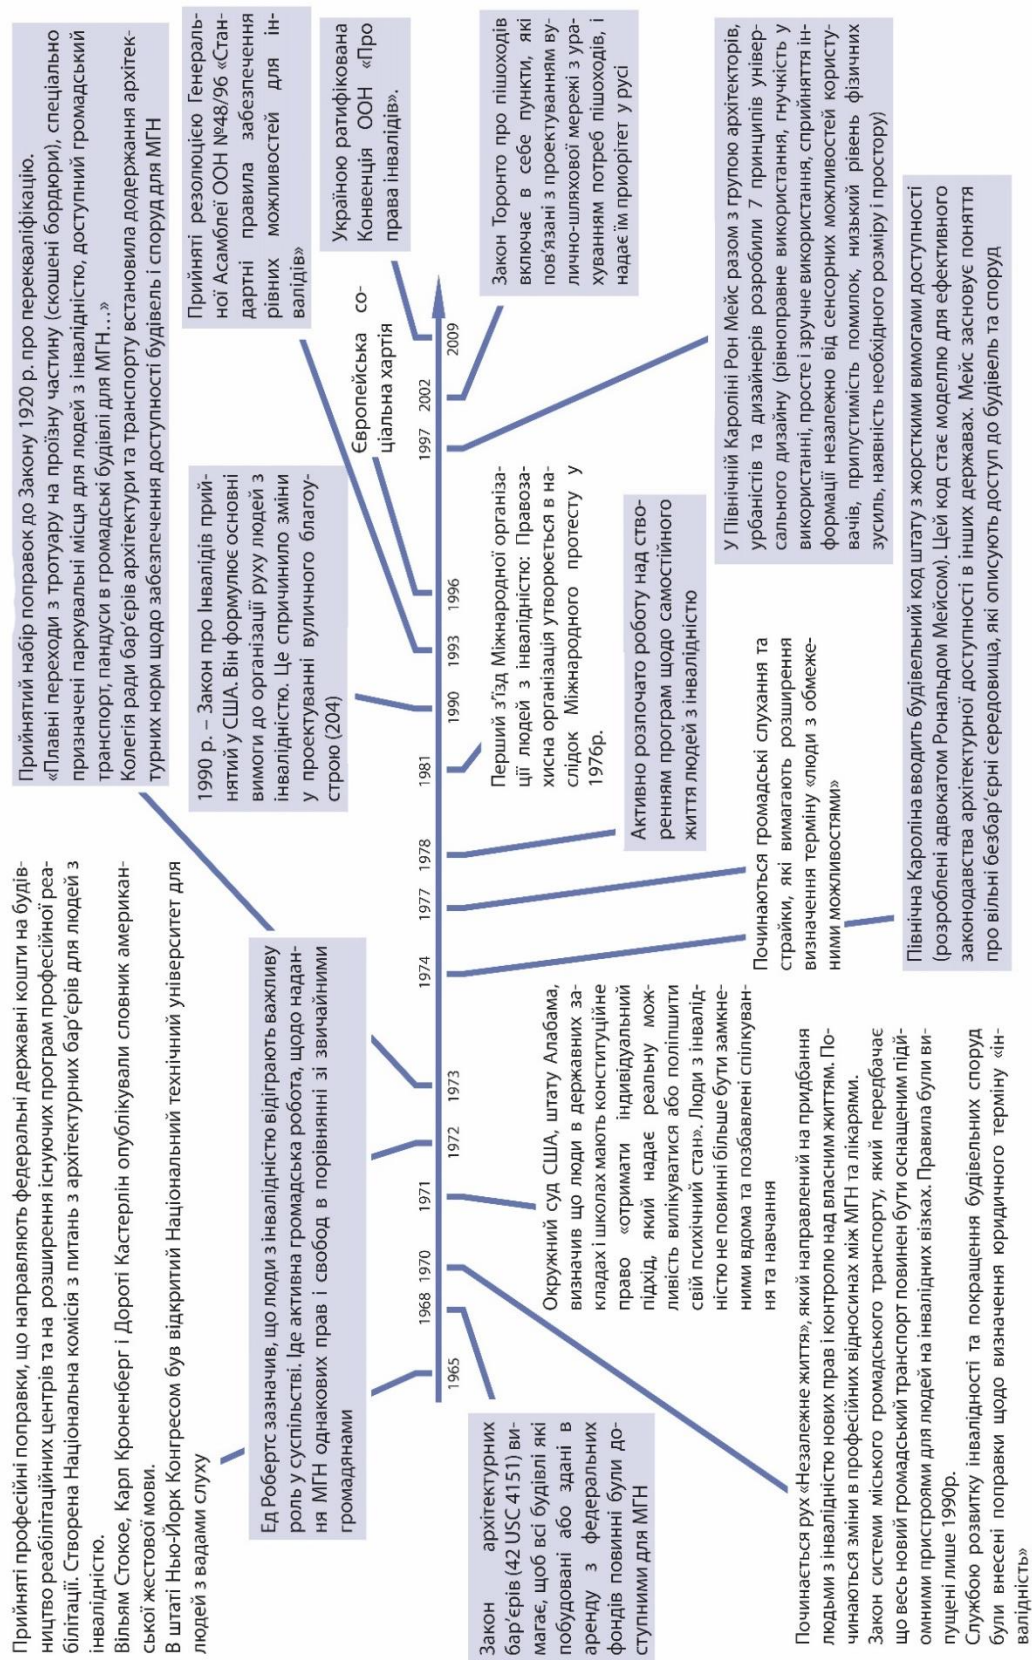 Прийняті професійні поправки, що направляють федеральні державні кошти на будів-
ництво реабілітаційних центрів та на розширення існуючих програм професійної реа-
білітації. Створена Національна комісія з питань з архітектурних бар’єрів для людей з
інвалідністю.
Вільям Стокое, Карл Кроненберг і Дороті Кастерлін опублікували словник американ-
ської жестової мови.
В штаті Нью-Йорк Конгресом був відкритий Національний технічний університет для
людей з вадами слуху
Прийнятий набір поправок до Закону 1920 р. про перекваліфікацію.
«Плавні переходи з тротуару на проїзну частину (скошені бордюри), спеціально
призначені паркувальні місця для людей з інвалідністю, доступний громадський
транспорт, пандуси в громадські будівлі для МГН…»
Колегія ради бар’єрів архітектури та транспорту встановила додержання архітек-
турних норм щодо забезпечення доступності будівель і споруд для МГН
Ед Робертс зазначив, що люди з інвалідністю відіграють важливу
роль у суспільстві. Іде активна громадська робота, щодо надан-
ня МГН однакових прав і свобод в порівнянні зі звичайними
громадянами
1990 р. – Закон про Інвалідів прий-
нятий у США. Він формулює основні
вимоги до організації руху людей з
інвалідністю. Це спричинило зміни
у проектуванні вуличного благоу-
строю (204)
Прийняті резолюцією Генераль-
ної Асамблеї ООН №48/96 «Стан-
дартні правила забезпечення
рівних можливостей для ін-
валідів»
Європейська со-
ціальна хартія
Україною ратифікована
Конвенція ООН «Про
права інвалідів».
1965
1968
1970
1971
1972
1973
1974
1977
1978
1981
1990
1993
1996
1997
2002
2009
Закон архітектурних
бар’єрів (42 USC 4151) ви-
магає, щоб всі будівлі які
побудовані або здані в
аренду з федеральних
фондів повинні були до-
ступними для МГН
Окружний суд США, штату Алабама,
визначив що люди в державних за-
кладах і школах мають конституційне
право «отримати індивідуальний
підхід, який надає реальну мож-
ливість вилікуватися або поліпшити
свій психічний стан». Люди з інвалід-
ністю не повинні більше бути замкне-
ними вдома та позбавлені спілкуван-
ня та навчання
Перший з’їзд Міжнародної організа-
ції людей з інвалідністю: Правоза-
хисна організація утворюється в на-
слідок Міжнародного протесту у
1976р.
Закон Торонто про пішоходів
включає в себе пункти, які
пов’язані з проектуванням ву-
лично-шляхової мережі з ура-
хуванням потреб пішоходів, і
надає їм приорітет у русі
Активно розпочато роботу над ство-
ренням програм щодо самостійного
життя людей з інвалідністю
Починаються громадські слухання та
страйки, які вимагають розширення
визначення терміну «люди з обмеже-
ними можливостями»
У Північній Кароліні Рон Мейс разом з групою архітекторів,
урбаністів та дизайнерів розробили 7 принципів універ-
сального дизайну (рівноправне використання, гнучкість у
використанні, просте і зручне використання, сприйняття ін-
формації незалежно від сенсорних можливостей користу-
вачів, припустимість помилок, низький рівень фізичних
зусиль, наявність необхідного розміру і простору)
Починається рух «Незалежне життя», який направлений на придбання
людьми з інвалідністю нових прав і контролю над власним життям. По-
чинаються зміни в професійних відносинах між МГН та лікарями.
Закон системи міського громадського транспорту, який передбачає
що весь новий громадський транспорт повинен бути оснащеним підй-
омними пристроями для людей на інвалідних візках. Правила були ви-
пущені лише 1990р.
Службою розвитку інвалідності та покращення будівельних споруд
були внесені поправки щодо визначення юридичного терміну «ін-
валідність»
Північна Кароліна вводить будівельний код штату з жорсткими вимогами доступності
(розроблені адвокатом Рональдом Мейсом). Цей код стає моделлю для ефективного
законодавства архітектурної доступності в інших державах. Мейс засновує поняття
про вільні безбар’єрні середовища, які описують доступ до будівель та споруд